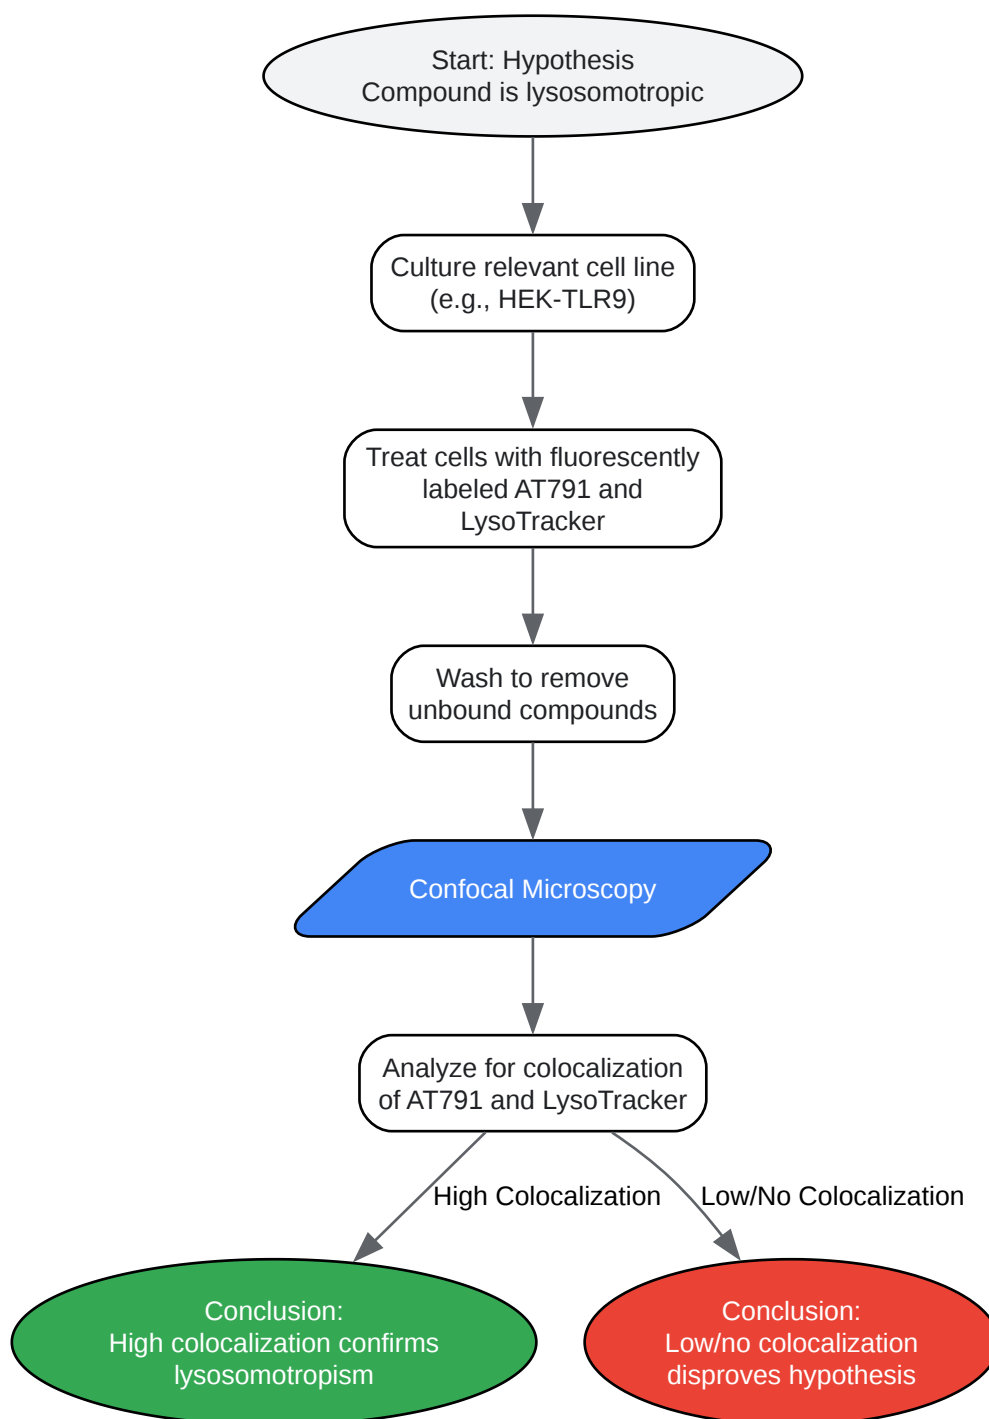 Start: Hypothesis
Compound is lysosomotropic
Culture relevant cell line
(e.g., HEK-TLR9)
Treat cells with fluorescently
labeled AT791 and
LysoTracker
Wash to remove
unbound compounds
Confocal Microscopy
Analyze for colocalization
of AT791 and LysoTracker
High Colocalization
Low/No Colocalization
Conclusion:
High colocalization confirms
lysosomotropism
Conclusion:
Low/no colocalization
disproves hypothesis